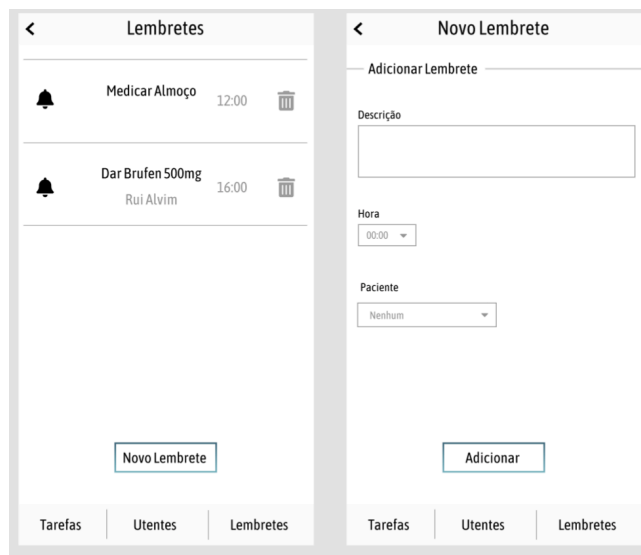 Lembretes
Medicar Almoço
12:00
Dar Brufen 500mg
Rui Alvim
16:00
Novo Lembrete
Tarefas
Utentes
Lembretes
Novo Lembrete
Adicionar Lembrete
Descrição
Hora
00:00
Paciente
Nenhum
Adicionar
Tarefas
Utentes
Lembretes